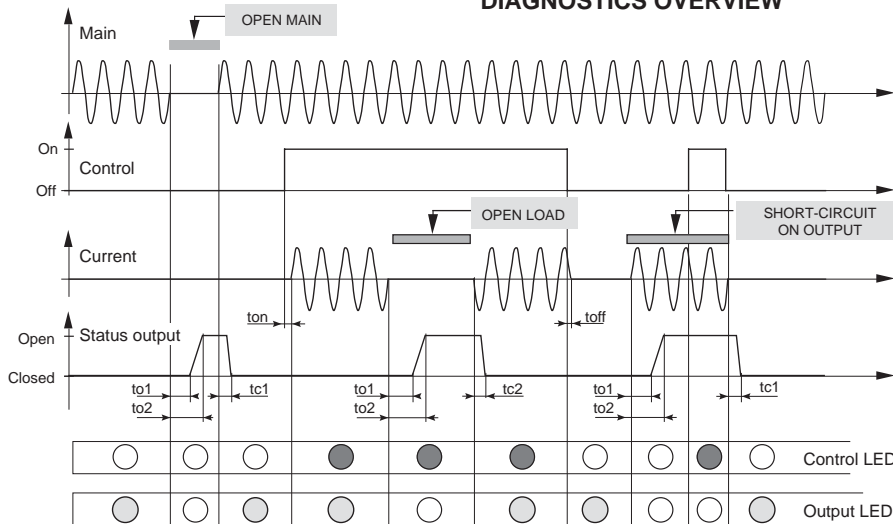 DIAGNOSTICS OVERVIEW
OPEN MAIN
Main
On
Control
Off
OPEN LOAD
SHORT-CIRCUIT
ON OUTPUT
Current
ton
toff
Open
Status output
Closed
to1
tc1
to1
tc2
to1
tc1
to2
to2
to2
Control LED
Output LED